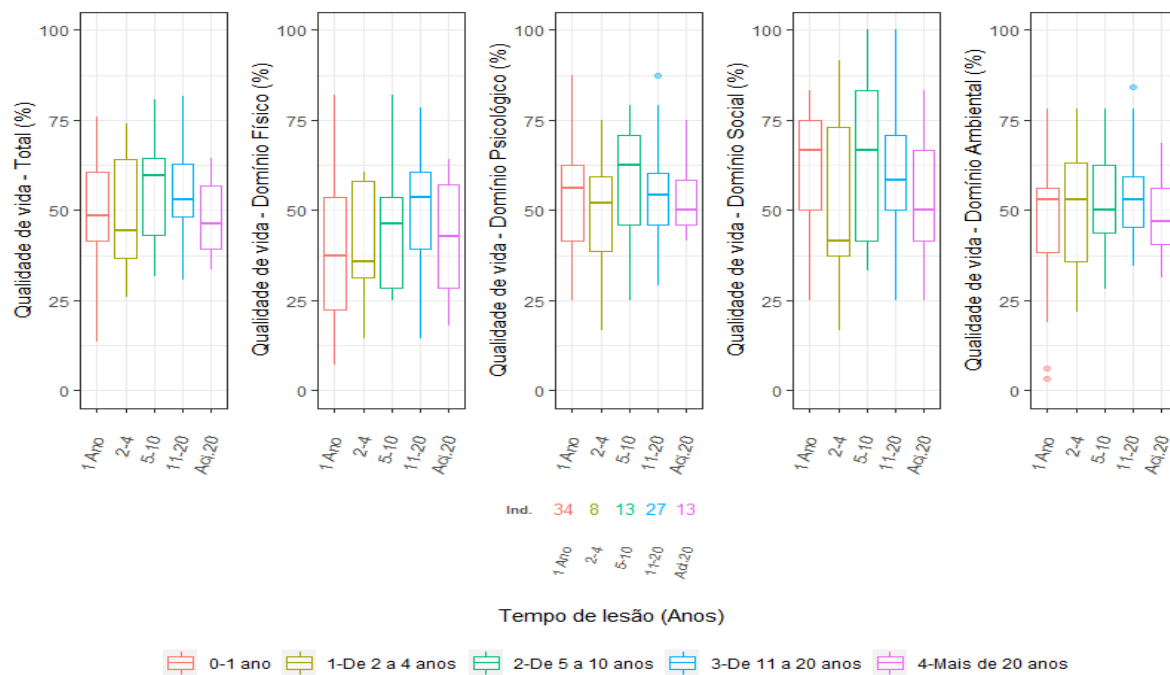 Qualidade de vida - Total (%)
100
75
50
25
0
1 Ano
2-4
5-10
11-20
Aci.20
Qualidade de vida - Domínio Físico (%)
100
75
50
25
0
1 Ano
2-4
5-10
11-20
Aci.20
Qualidade de vida - Domínio Psicológico (%)
100
75
50
25
0
1 Ano
2-4
5-10
11-20
Aci.20
Qualidade de vida - Domínio Social (%)
100
75
50
25
0
1 Ano
2-4
5-10
11-20
Aci.20
Qualidade de vida - Domínio Ambiental (%)
100
75
50
25
0
1 Ano
2-4
5-10
11-20
Aci.20
Ind. 34 8 13 27 13
1 Ano
2-4
5-10
11-20
Aci.20
Tempo de lesão (Anos)
0-1 ano 1-De 2 a 4 anos 2-De 5 a 10 anos 3-De 11 a 20 anos 4-Mais de 20 anos